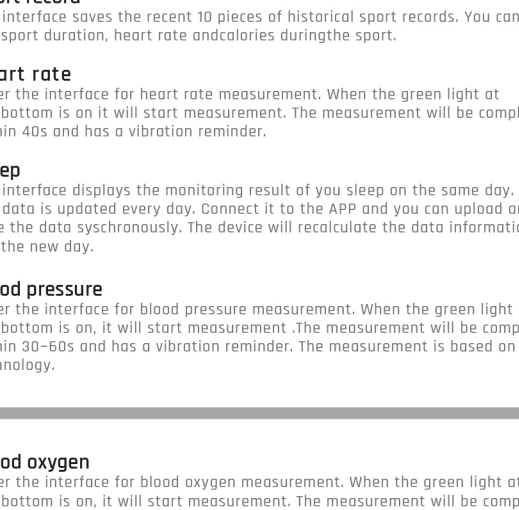 ort record
interface saves the recent 10 pieces of historical sport records. You can
sport duration, heart rate andcalories duringthe sport.
art rate
er the interface for heart rate measurement. When the green light at
bottom is on it will start measurement. The measurement will be compl
hin 40s and has a vibration reminder.
ep
interface displays the monitoring result of you sleep on the same day.
data is updated every day. Connect it to the APP and you can upload a
e the data syschronously. The device will recalculate the data informati
the new day.
od pressure
er the interface for blood pressure measurement. When the green light
bottom is on, it will start measurement .The measurement will be comp
hin 30–60s and has a vibration reminder. The measurement is based on
hnology.
od oxygen
er the interface for blood oxygen measurement. When the green light at
bottom is on, it will start measurement. The measurement will be comp